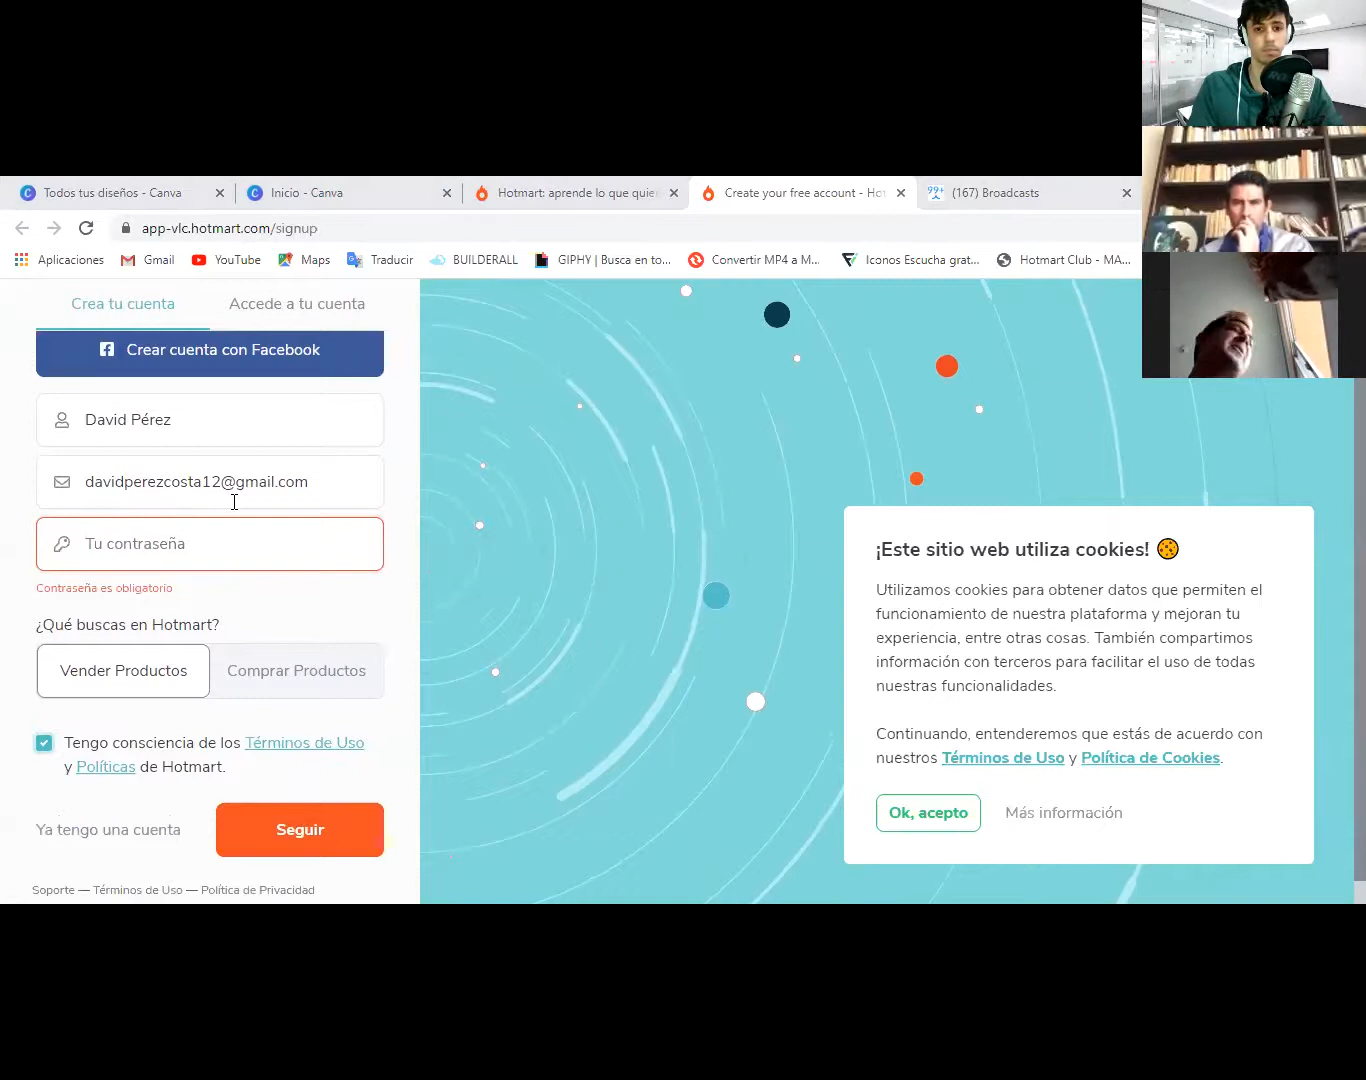 Todos tus diseños - Canva
Inicio - Canva
Hotmart: aprende lo que quie
Create your free account - Hot
99+
(167) Broadcasts
app-vlc.hotmart.com/signup
Aplicaciones
Gmail
YouTube
Maps
Traducir
BUILDERALL
GIPHY | Busca en to...
Convertir MP4 a M...
Iconos Escucha grat...
Hotmart Club - MA...
Crea tu cuenta
Accede a tu cuenta
Crear cuenta con Facebook
David Pérez
davidperezcosta12@gmail.com
Tu contraseña
Contraseña es obligatorio
¿Qué buscas en Hotmart?
Vender Productos
Comprar Productos
Tengo consciencia de los Términos de Uso
y Políticas de Hotmart.
Ya tengo una cuenta
Seguir
Soporte — Términos de Uso — Política de Privacidad
¡Este sitio web utiliza cookies!
Utilizamos cookies para obtener datos que permiten el
funcionamiento de nuestra plataforma y mejoran tu
experiencia, entre otras cosas. También compartimos
información con terceros para facilitar el uso de todas
nuestras funcionalidades.
Continuando, entenderemos que estás de acuerdo con
nuestros Términos de Uso y Política de Cookies.
Ok, acepto
Más información